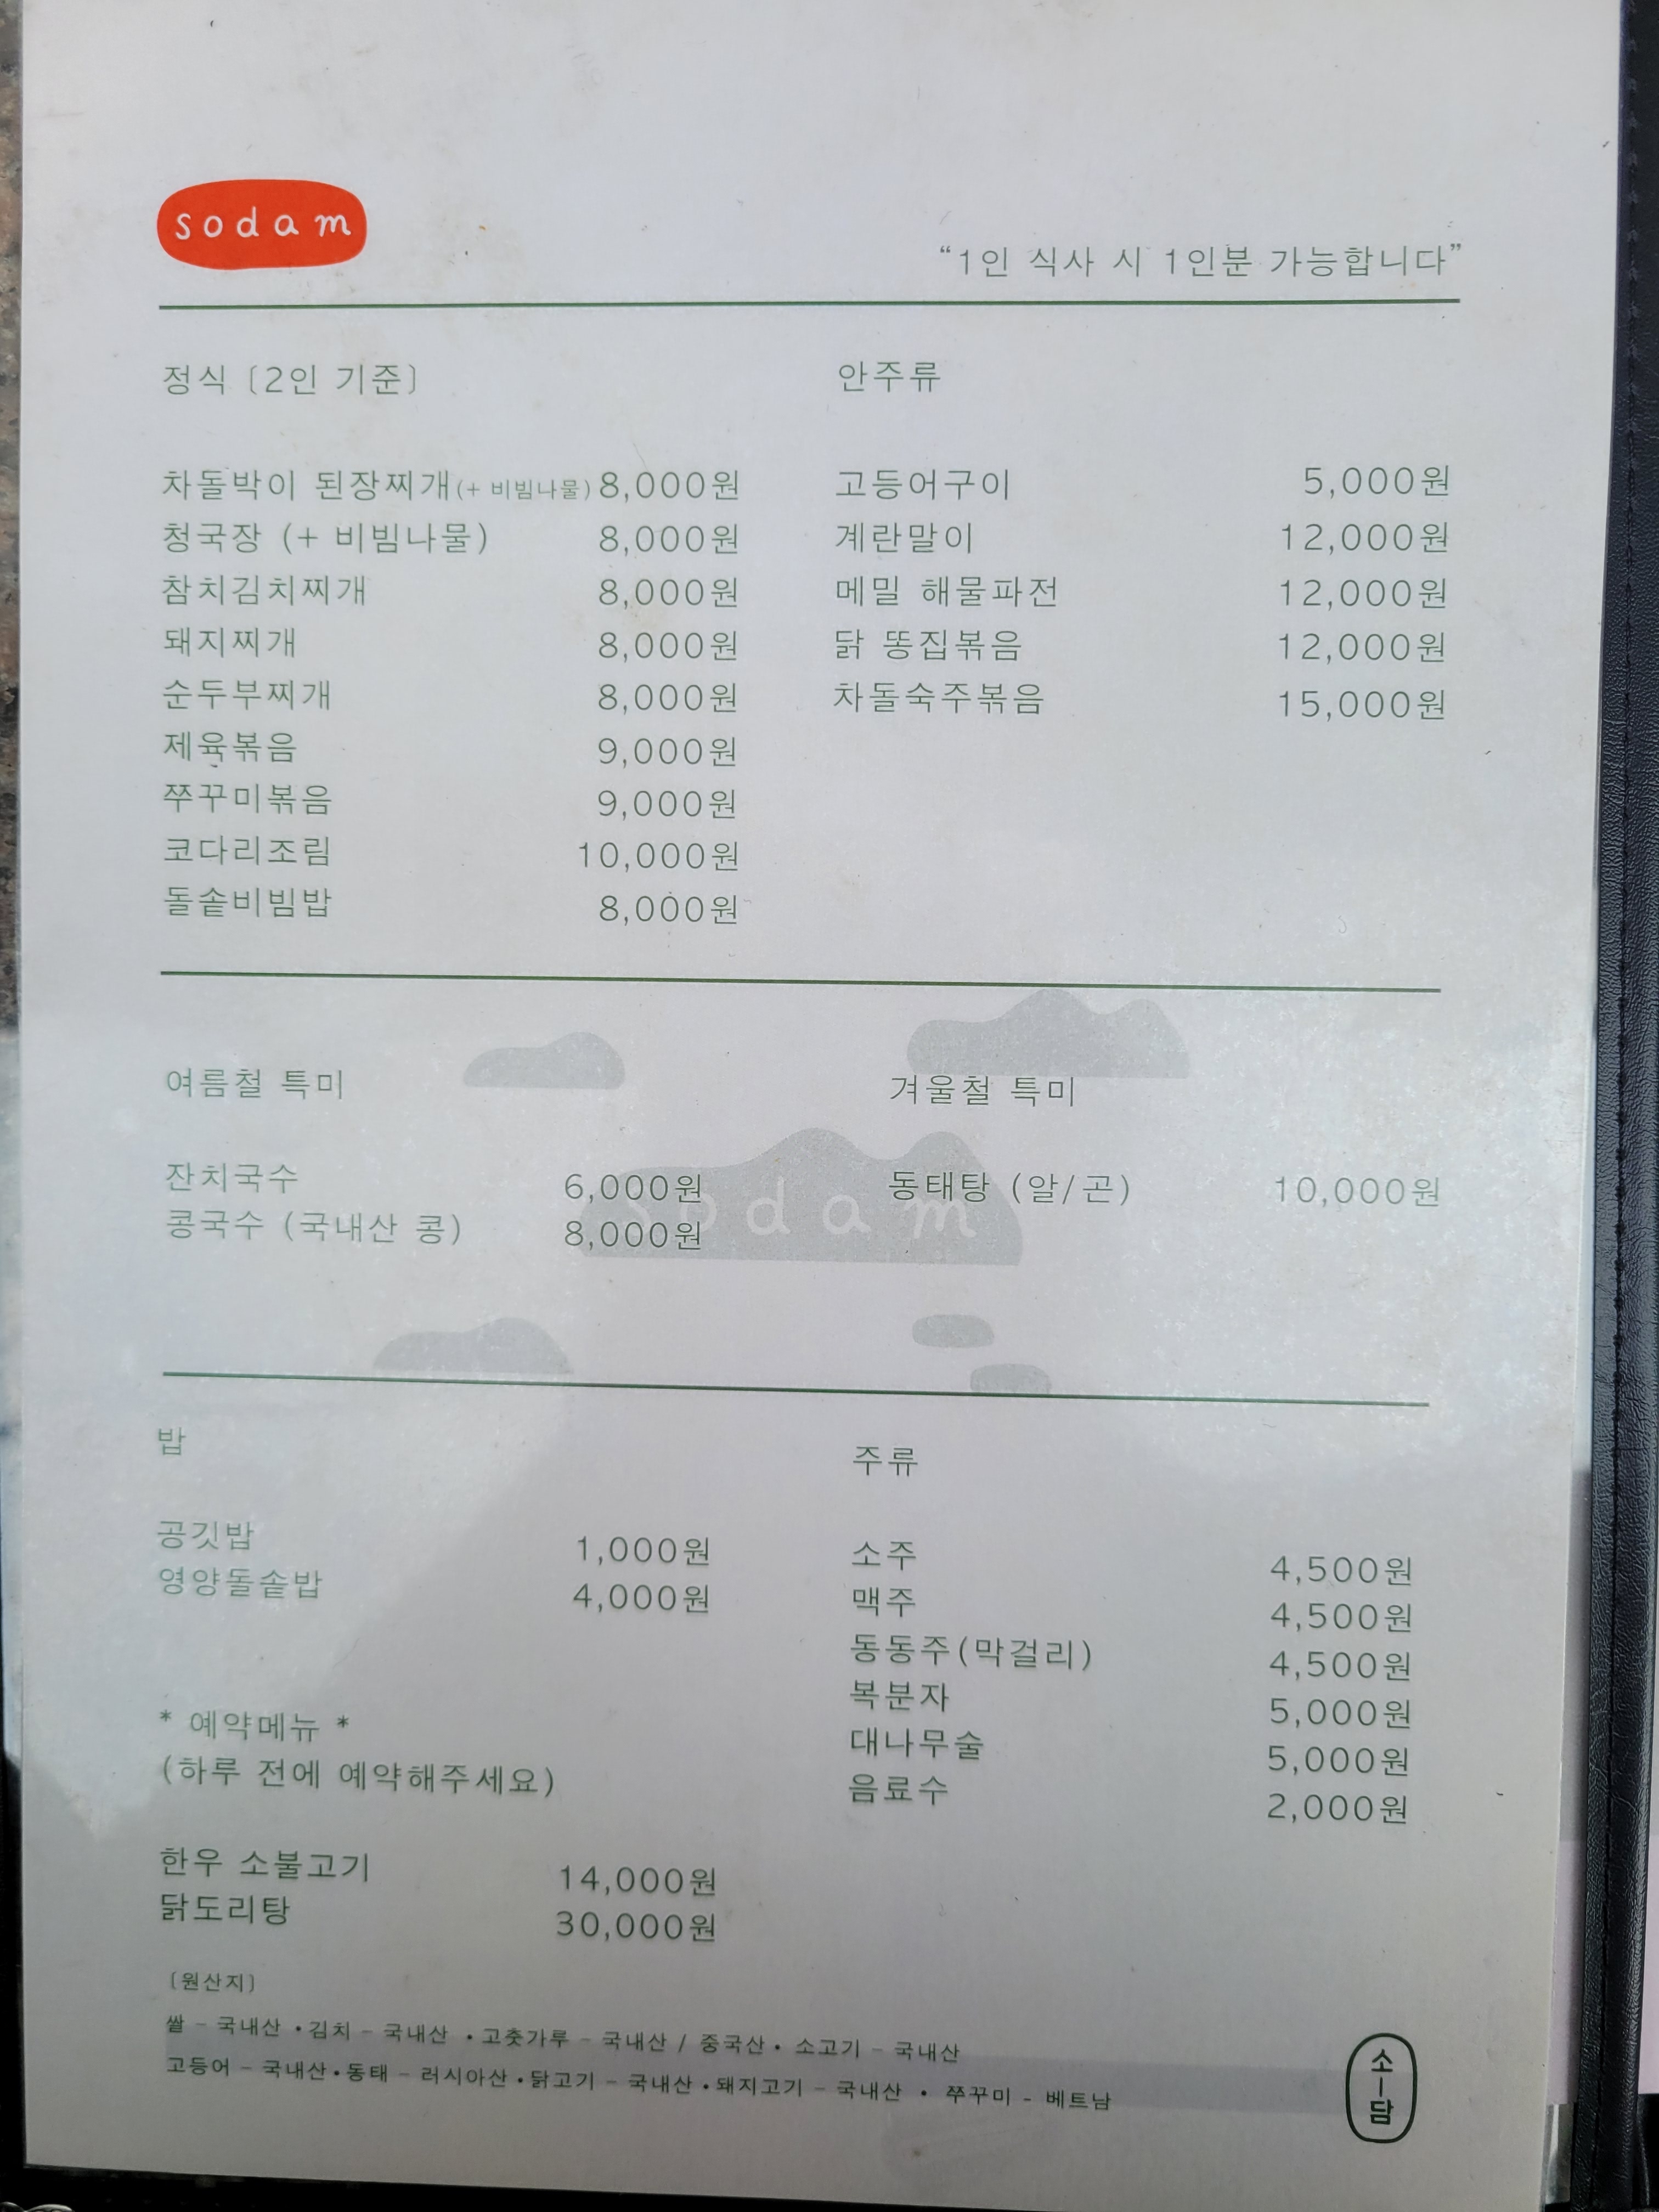 sodam
“1인 식사 시 1인분 가능합니다”
정식 〔2인 기준〕
차돌박이 된장찌개(+ 비빔나물) 8,000원
청국장 (+ 비빔나물) 8,000원
참치김치찌개 8,000원
돼지찌개 8,000원
순두부찌개 8,000원
제육볶음 9,000원
쭈꾸미볶음 9,000원
코다리조림 10,000원
돌솥비빔밥 8,000원
안주류
고등어구이 5,000원
계란말이 12,000원
메밀 해물파전 12,000원
닭 똥집볶음 12,000원
차돌숙주볶음 15,000원
여름철 특미
잔치국수 6,000원
콩국수 (국내산 콩) 8,000원
겨울철 특미
동태탕 (알/곤) 10,000원
sodam
밥
공깃밥 1,000원
영양돌솥밥 4,000원
* 예약메뉴 *
(하루 전에 예약해주세요)
한우 소불고기 14,000원
닭도리탕 30,000원
주류
소주 4,500원
맥주 4,500원
동동주(막걸리) 4,500원
복분자 5,000원
대나무술 5,000원
음료수 2,000원
〔원산지〕
쌀 - 국내산 •김치 - 국내산 •고춧가루 - 국내산 / 중국산• 소고기 - 국내산
고등어 - 국내산•동태 - 러시아산•닭고기 - 국내산•돼지고기 - 국내산 • 쭈꾸미 - 베트남
소ㅣ담